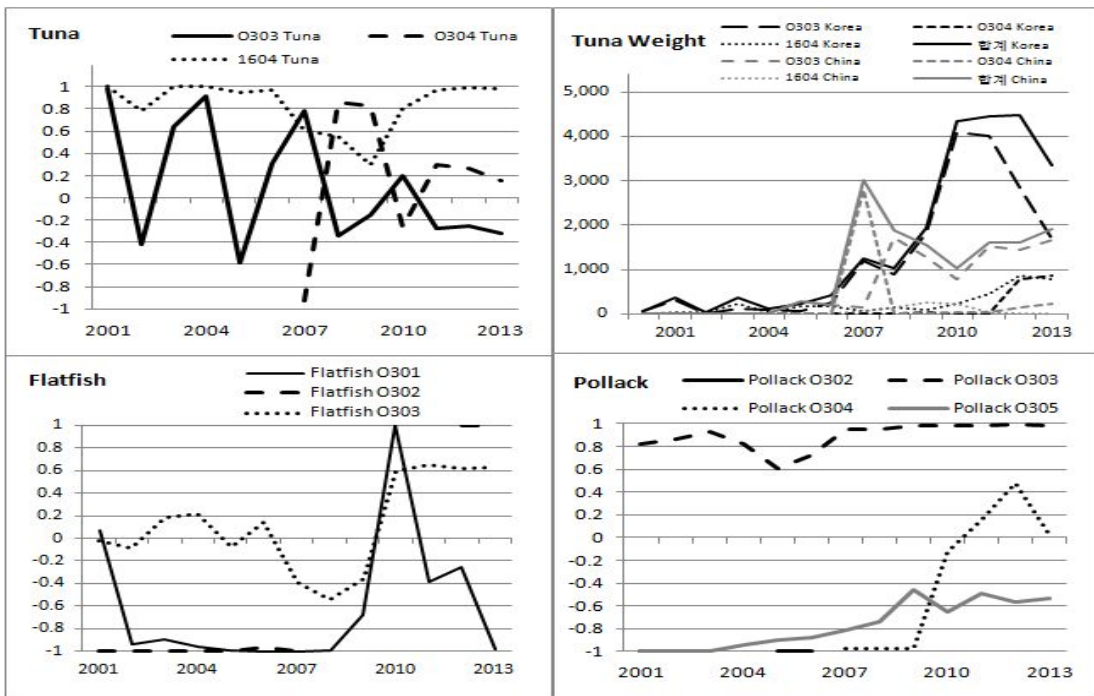 Tuna
O303 Tuna
O304 Tuna
1604 Tuna
1
0.8
0.6
0.4
0.2
0
-0.2
-0.4
-0.6
-0.8
-1
2001
2004
2007
2010
2013
Tuna Weight
O303 Korea
O304 Korea
1604 Korea
합계 Korea
O303 China
O304 China
1604 China
합계 China
5,000
4,000
3,000
2,000
1,000
0
2001
2004
2007
2010
2013
Flatfish
Flatfish O301
Flatfish O302
Flatfish O303
1
0.8
0.6
0.4
0.2
0
-0.2
-0.4
-0.6
-0.8
-1
2001
2004
2007
2010
2013
Pollack
Pollack O302
Pollack O303
Pollack O304
Pollack O305
1
0.8
0.6
0.4
0.2
0
-0.2
-0.4
-0.6
-0.8
-1
2001
2004
2007
2010
2013